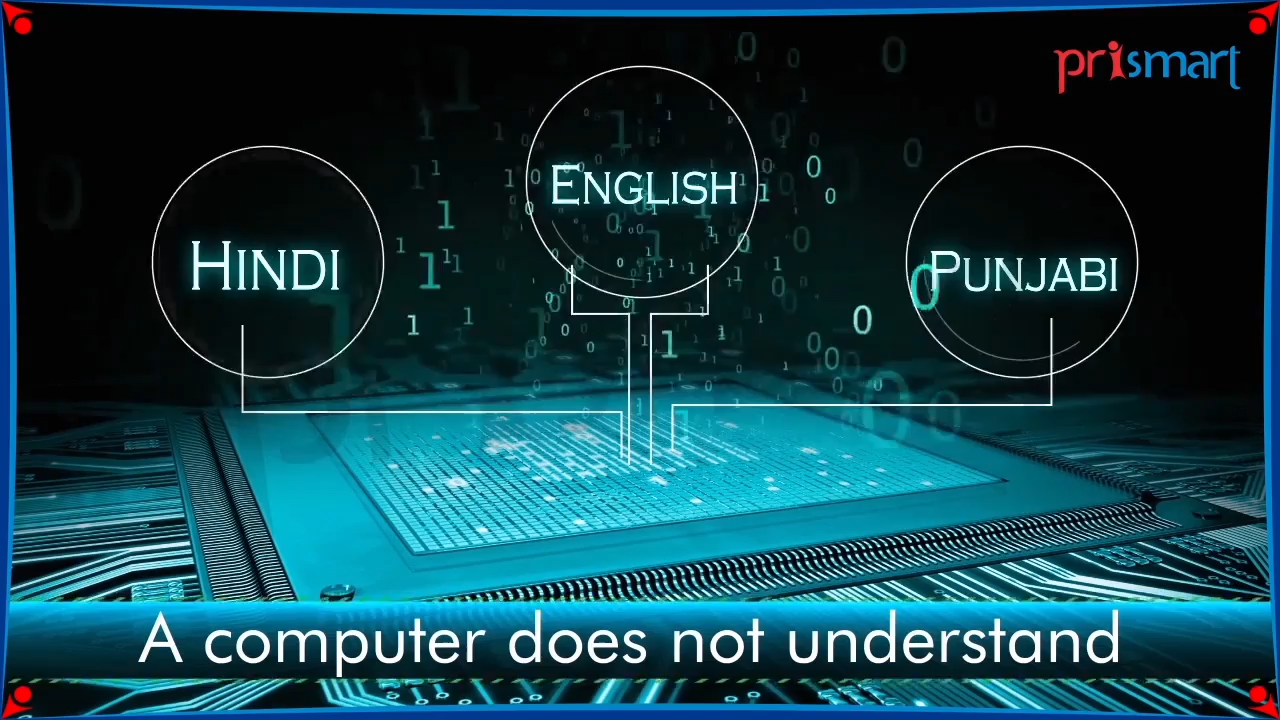 prismart
English
Hindi
Punjabi
A computer does not understand